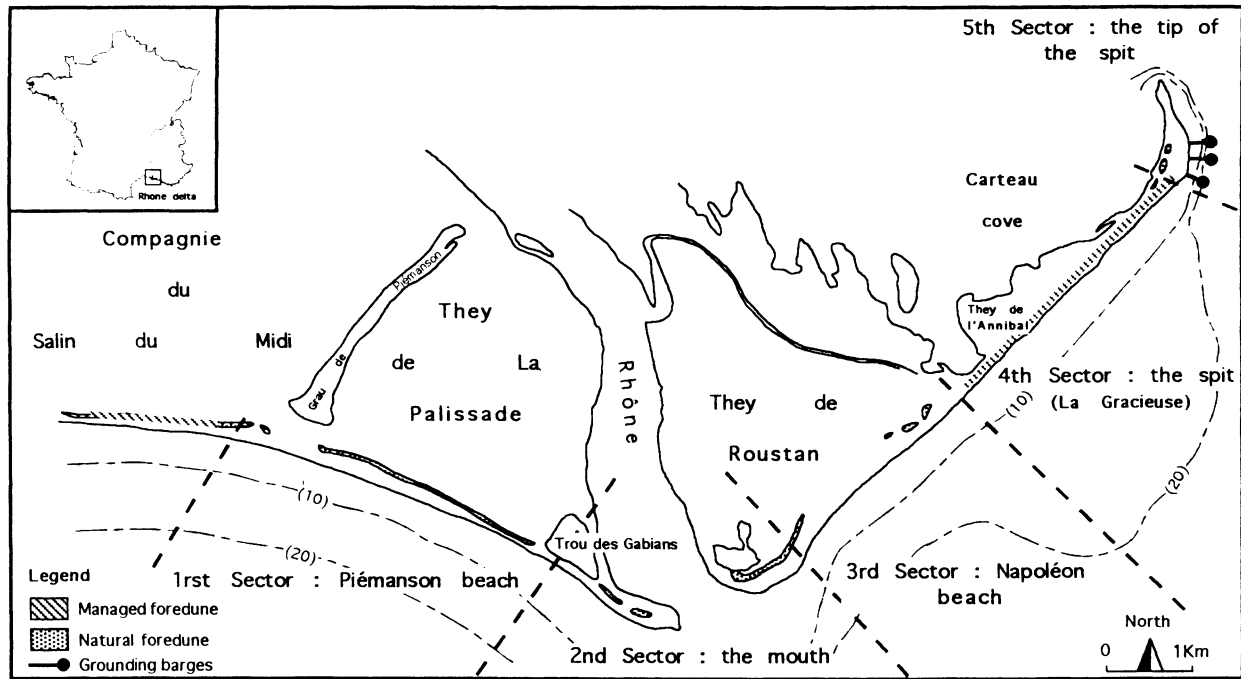 5th Sector : the tip of
the spit
Rhone delta
Carteau
cove
Compagnie
du
Salin du Midi
Grau de Piémanson
They
de La
Palissade
Rhône
They de
l'Annibal
They de
Roustan
4th Sector : the spit
(La Gracieuse)
(10)
(20)
(10)
(20)
Trou des Gabians
1rst Sector : Piémanson beach
3rd Sector : Napoléon
beach
2nd Sector : the mouth
Legend
Managed foredune
Natural foredune
Grounding barges
North
0 1Km